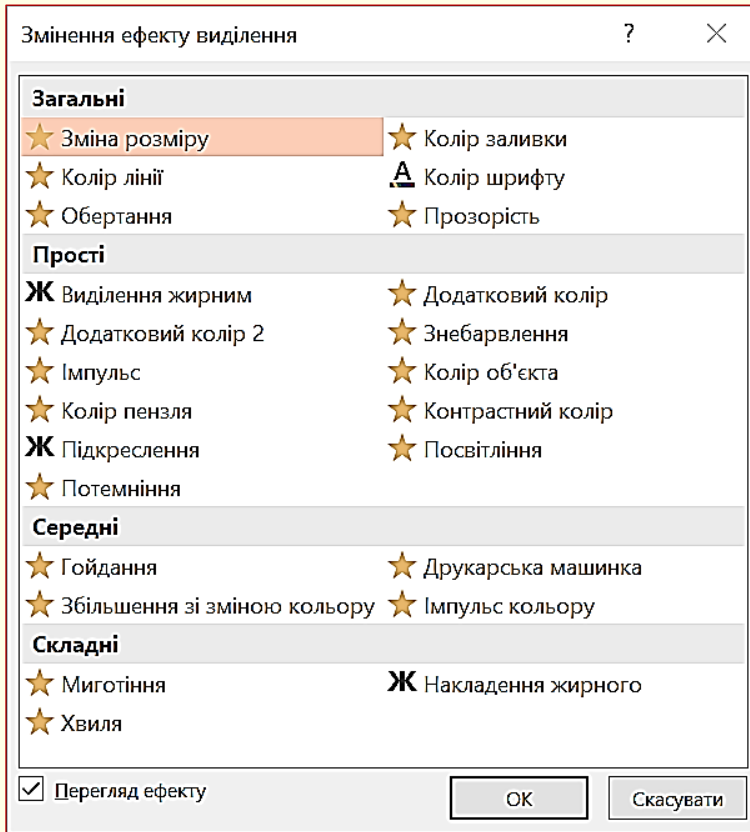 Змінення ефекту виділення ? ×
Загальні
Зміна розміру Колір заливки
Колір лінії A Колір шрифту
Обертання Прозорість
Прості
Ж Виділення жирним Додатковий колір
Додатковий колір 2 Знебарвлення
Імпульс Колір об'єкта
Колір пензля Контрастний колір
Ж Підкреслення Посвітління
Потемніння
Середні
Гойдання Друкарська машинка
Збільшення зі зміною кольору Імпульс кольору
Складні
Миготіння Ж Накладення жирного
Хвиля
Перегляд ефекту ОК Скасувати